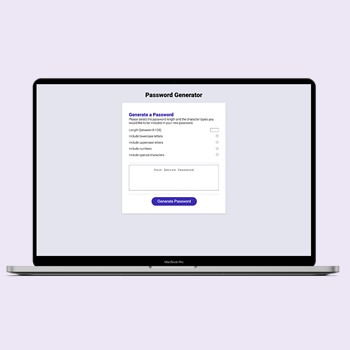 Password Generator
Generate a Password
Please select the password length and the character types you
would like to be included in your new password.
Length (between 8-128)
Include lowercase letters
Include uppercase letters
Include numbers
Include special characters
Your Secure Password
Generate Password
MacBook Pro